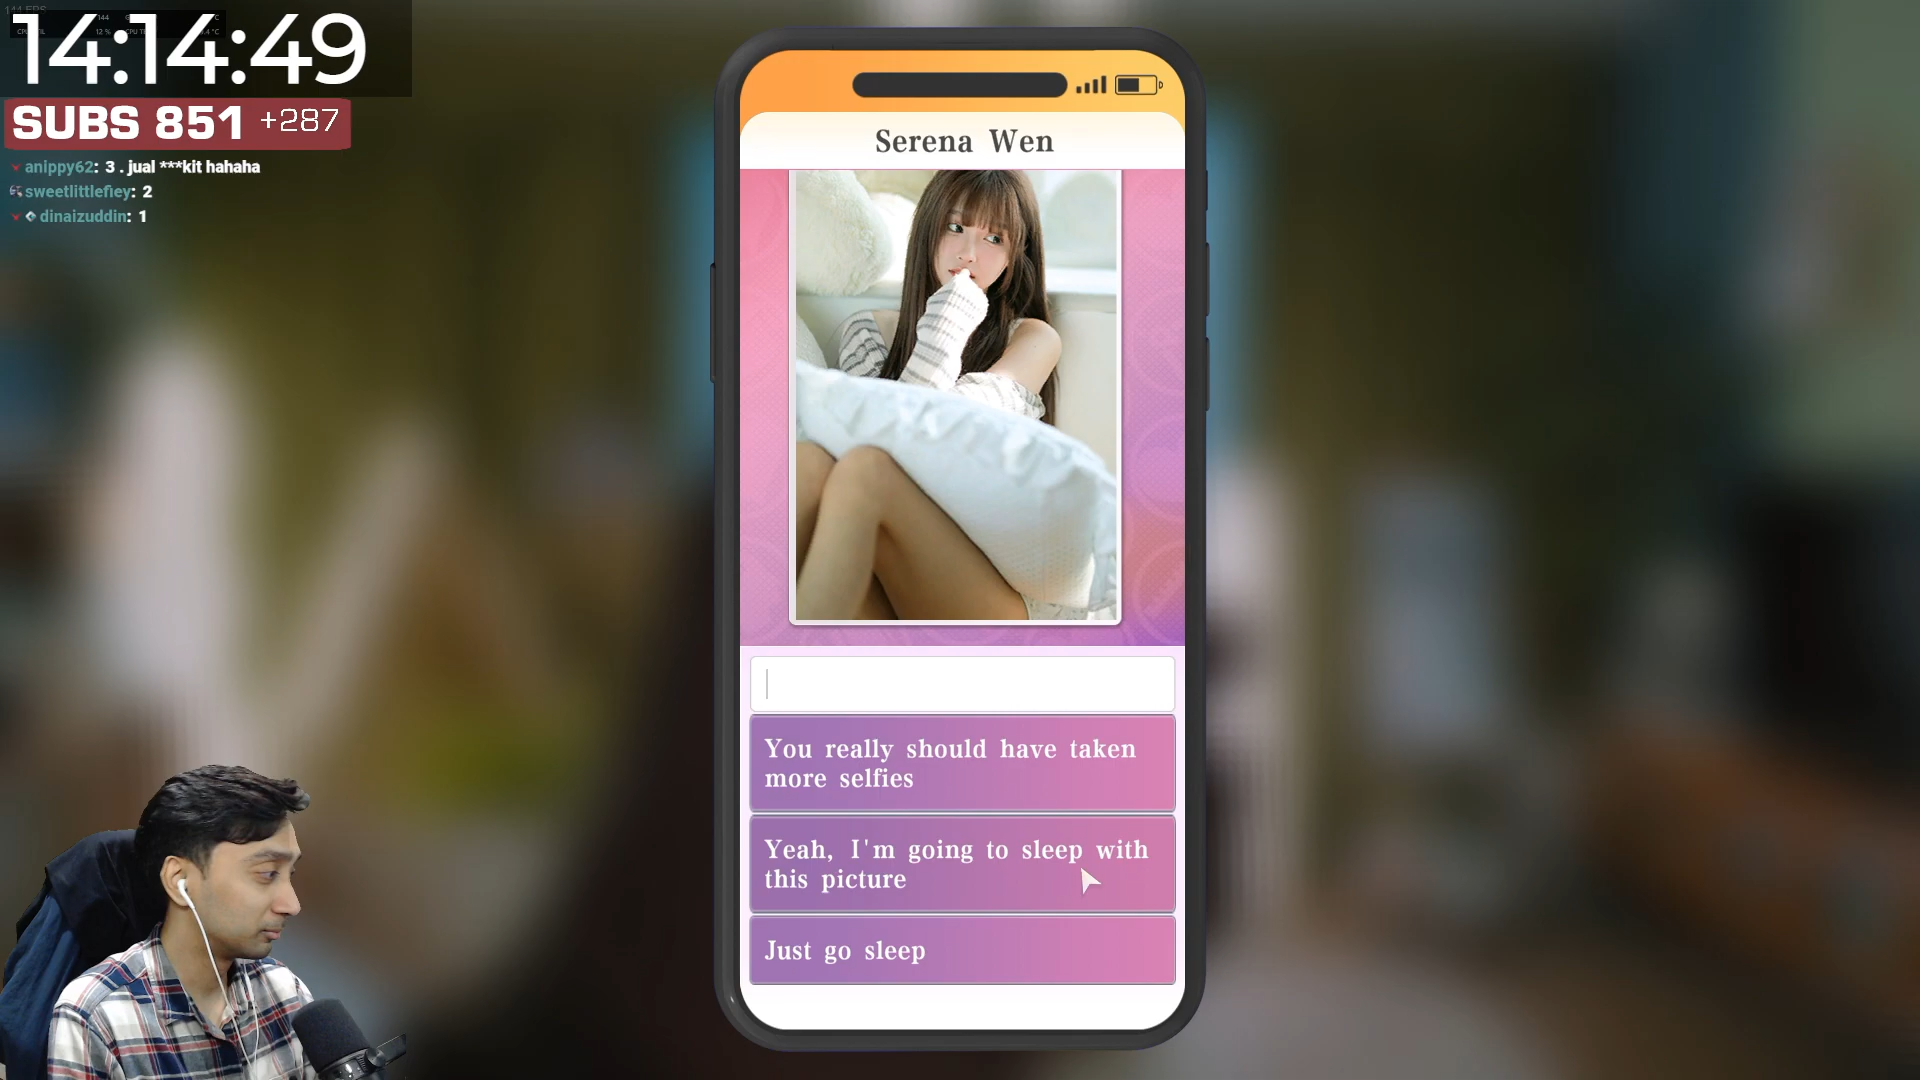 14:14:49
SUBS 851 +287
anippy62: 3 . jual ***kit hahaha
sweetlittlefiey: 2
dinaizuddin: 1
Serena Wen
You really should have taken
more selfies
Yeah, I'm going to sleep with
this picture
Just go sleep